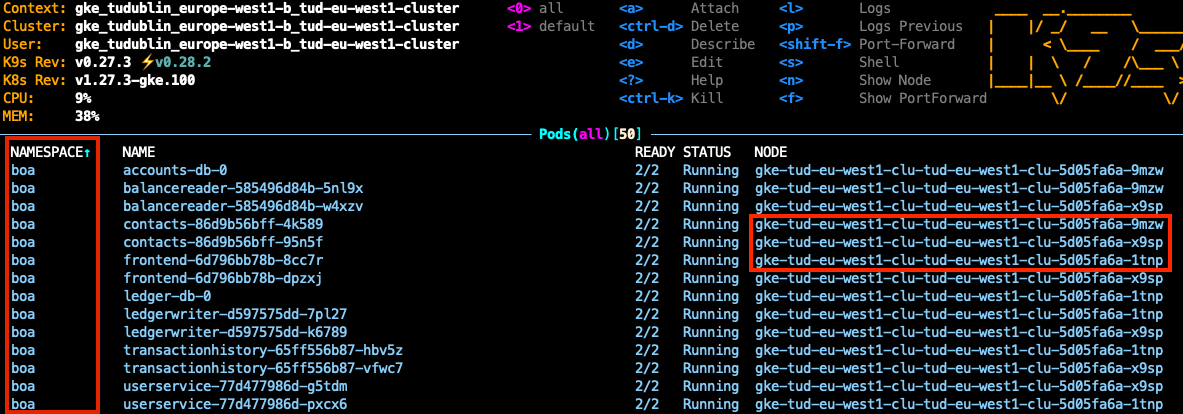 Context: gke_tudublin_europe-west1-b_tud-eu-west1-cluster <0> all <a> Attach <l> Logs
Cluster: gke_tudublin_europe-west1-b_tud-eu-west1-cluster <1> default <ctrl-d> Delete <p> Logs Previous
User: gke_tudublin_europe-west1-b_tud-eu-west1-cluster <d> Describe <shift-f> Port-Forward
K9s Rev: v0.27.3 ⚡v0.28.2 <e> Edit <s> Shell
K8s Rev: v1.27.3-gke.100 <?> Help <n> Show Node
CPU: 9% <ctrl-k> Kill <f> Show PortForward
MEM: 38%
Pods(all)[50]
NAMESPACE↑ NAME READY STATUS NODE
boa accounts-db-0 2/2 Running gke-tud-eu-west1-clu-tud-eu-west1-clu-5d05fa6a-9mzw
boa balancereader-585496d84b-5nl9x 2/2 Running gke-tud-eu-west1-clu-tud-eu-west1-clu-5d05fa6a-9mzw
boa balancereader-585496d84b-w4xzv 2/2 Running gke-tud-eu-west1-clu-tud-eu-west1-clu-5d05fa6a-x9sp
boa contacts-86d9b56bff-4k589 2/2 Running gke-tud-eu-west1-clu-tud-eu-west1-clu-5d05fa6a-9mzw
boa contacts-86d9b56bff-95n5f 2/2 Running gke-tud-eu-west1-clu-tud-eu-west1-clu-5d05fa6a-x9sp
boa frontend-6d796bb78b-8cc7r 2/2 Running gke-tud-eu-west1-clu-tud-eu-west1-clu-5d05fa6a-1tnp
boa frontend-6d796bb78b-dpzxj 2/2 Running gke-tud-eu-west1-clu-tud-eu-west1-clu-5d05fa6a-x9sp
boa ledger-db-0 2/2 Running gke-tud-eu-west1-clu-tud-eu-west1-clu-5d05fa6a-1tnp
boa ledgerwriter-d597575dd-7pl27 2/2 Running gke-tud-eu-west1-clu-tud-eu-west1-clu-5d05fa6a-1tnp
boa ledgerwriter-d597575dd-k6789 2/2 Running gke-tud-eu-west1-clu-tud-eu-west1-clu-5d05fa6a-x9sp
boa transactionhistory-65ff556b87-hbv5z 2/2 Running gke-tud-eu-west1-clu-tud-eu-west1-clu-5d05fa6a-1tnp
boa transactionhistory-65ff556b87-vfwc7 2/2 Running gke-tud-eu-west1-clu-tud-eu-west1-clu-5d05fa6a-x9sp
boa userservice-77d477986d-g5tdm 2/2 Running gke-tud-eu-west1-clu-tud-eu-west1-clu-5d05fa6a-x9sp
boa userservice-77d477986d-pxcx6 2/2 Running gke-tud-eu-west1-clu-tud-eu-west1-clu-5d05fa6a-1tnp